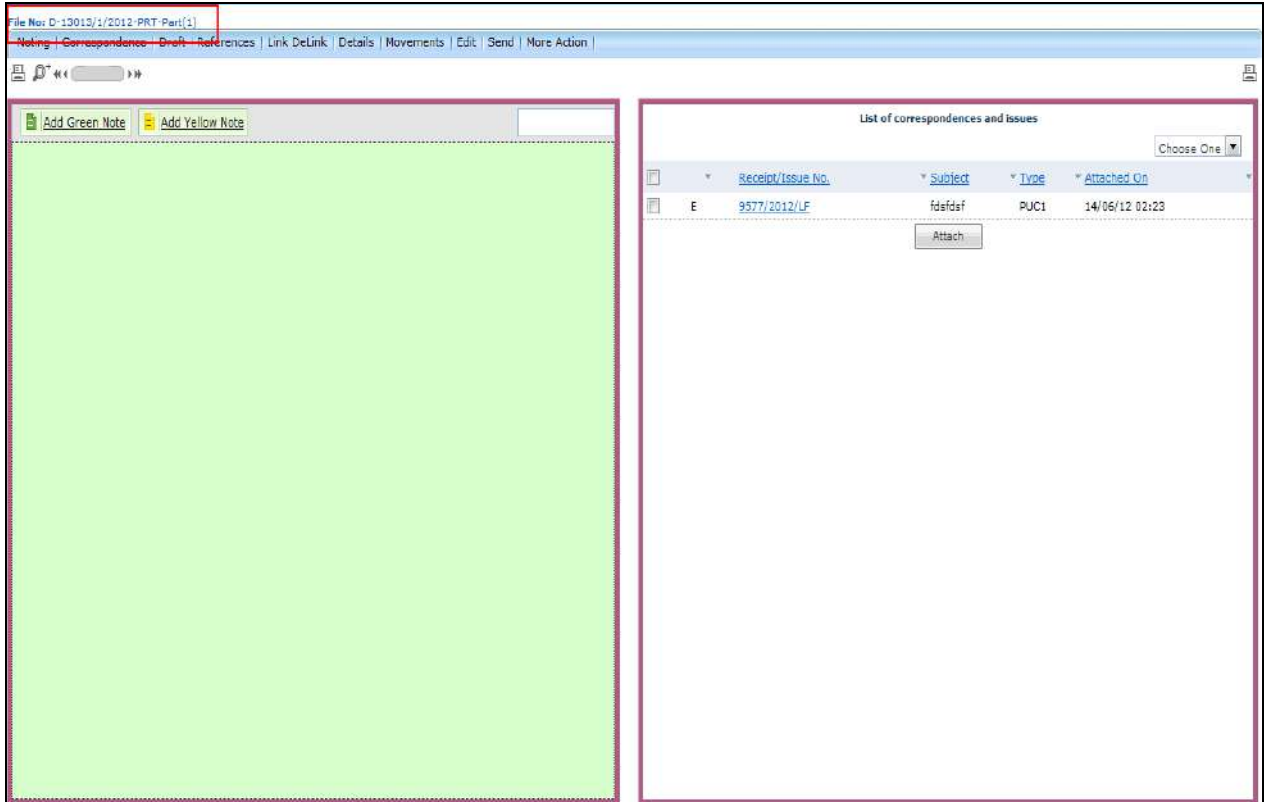 File No: D-13013/1/2012-PRT-Part(1)
Noting | Correspondence | Draft | References | Link DeLink | Details | Movements | Edit | Send | More Action |
Add Green Note Add Yellow Note
List of correspondences and issues
Choose One
Receipt/Issue No. Subject Type Attached On
E 9577/2012/LF fdsfdsf PUC1 14/06/12 02:23
Attach